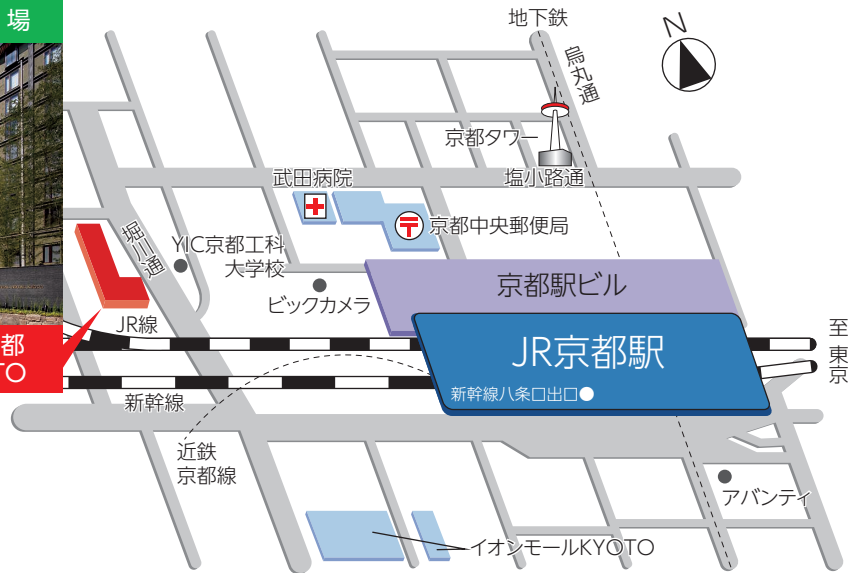 場
地下鉄
N
烏丸通
京都タワー
塩小路通
武田病院
京都中央郵便局
堀川通
YIC京都工科
大学校
ビックカメラ
京都駅ビル
JR線
JR京都駅
至
東京
都
TO
新幹線
新幹線八条口出口●
近鉄
京都線
アバンティ
イオンモールKYOTO